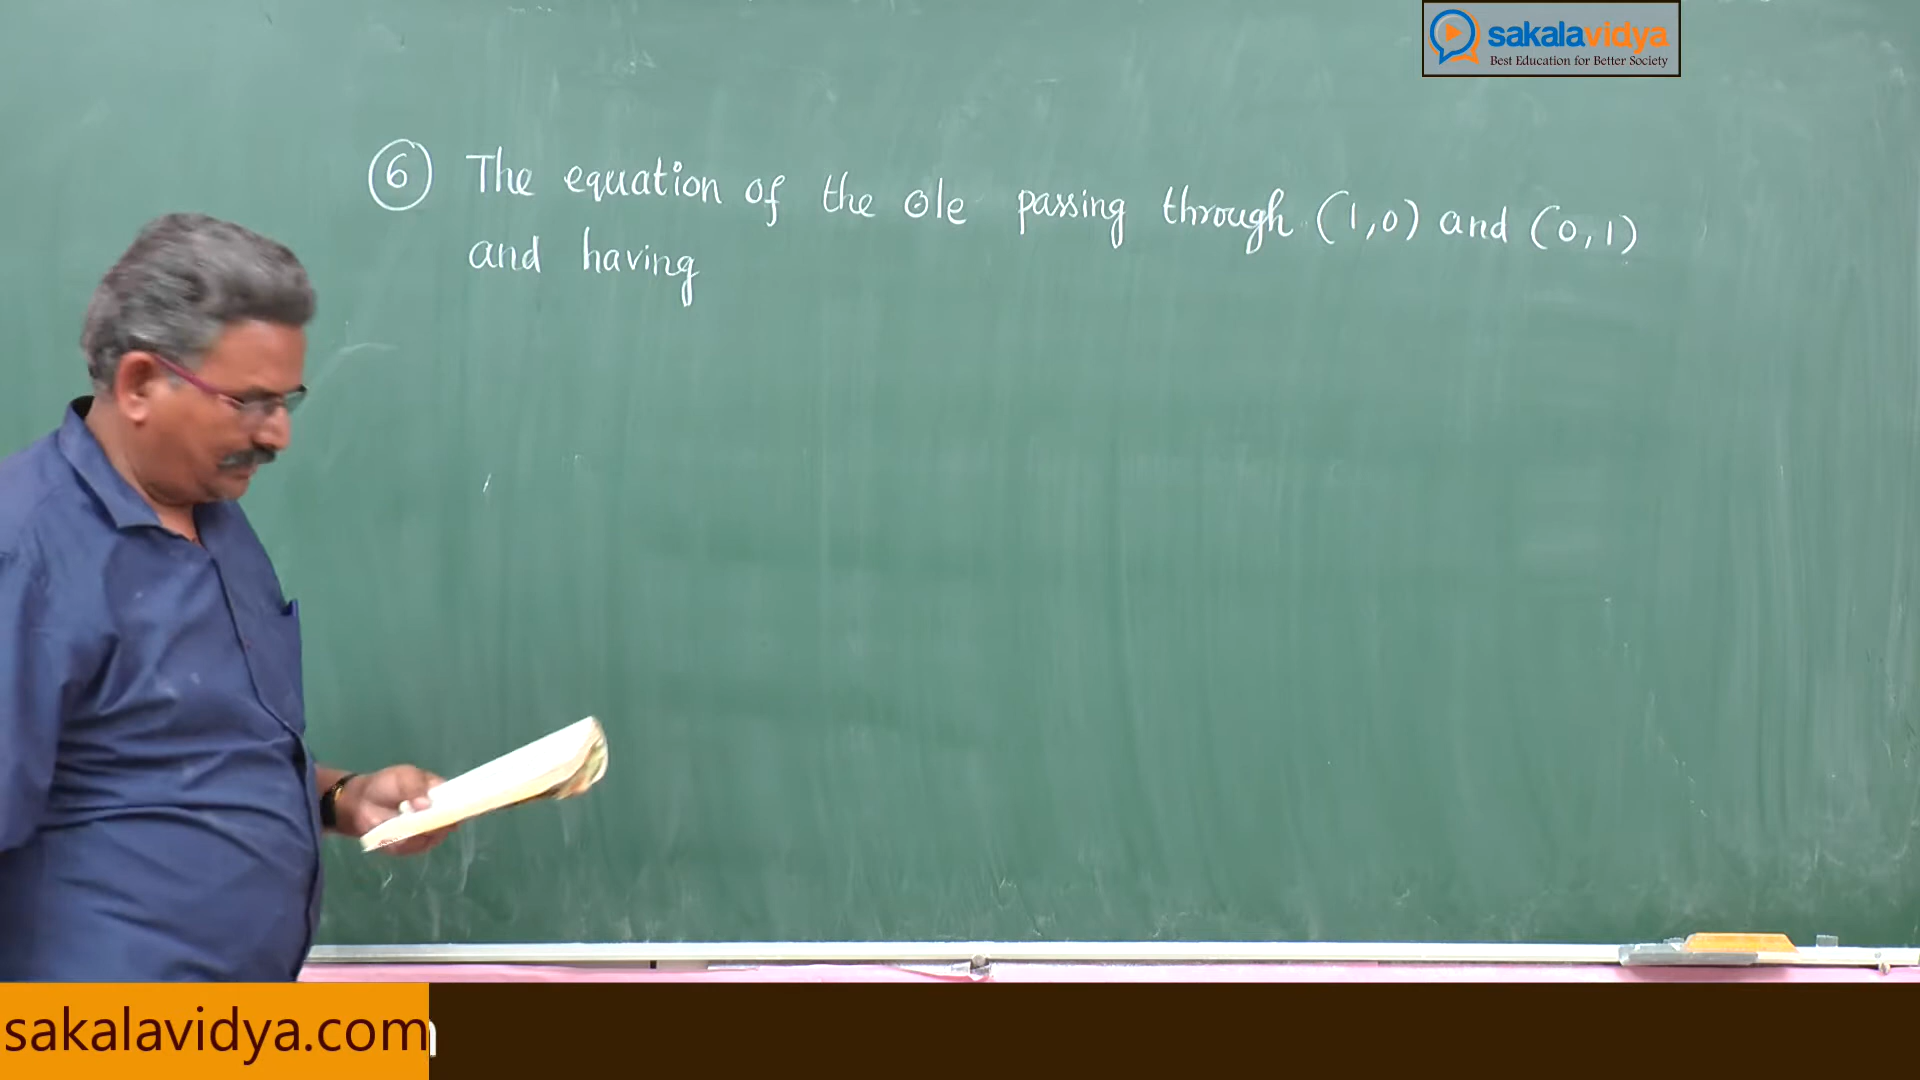 sakalavidya
Best Education for Better Society
6 The equation of the ⊙le passing through (1,0) and (0,1)
and having
sakalavidya.com